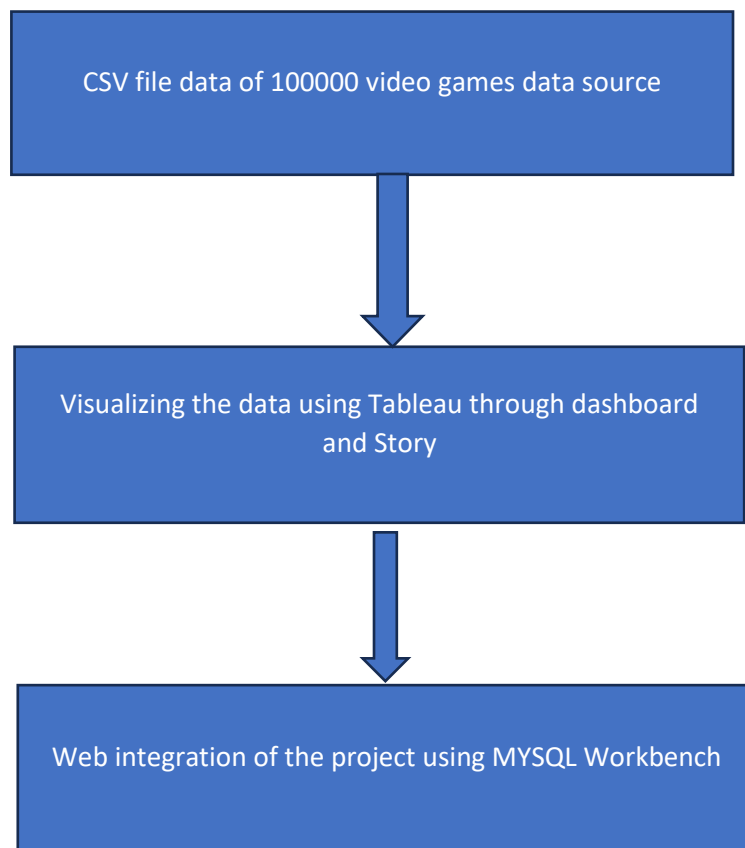 CSV file data of 100000 video games data source
Visualizing the data using Tableau through dashboard
and Story
Web integration of the project using MYSQL Workbench